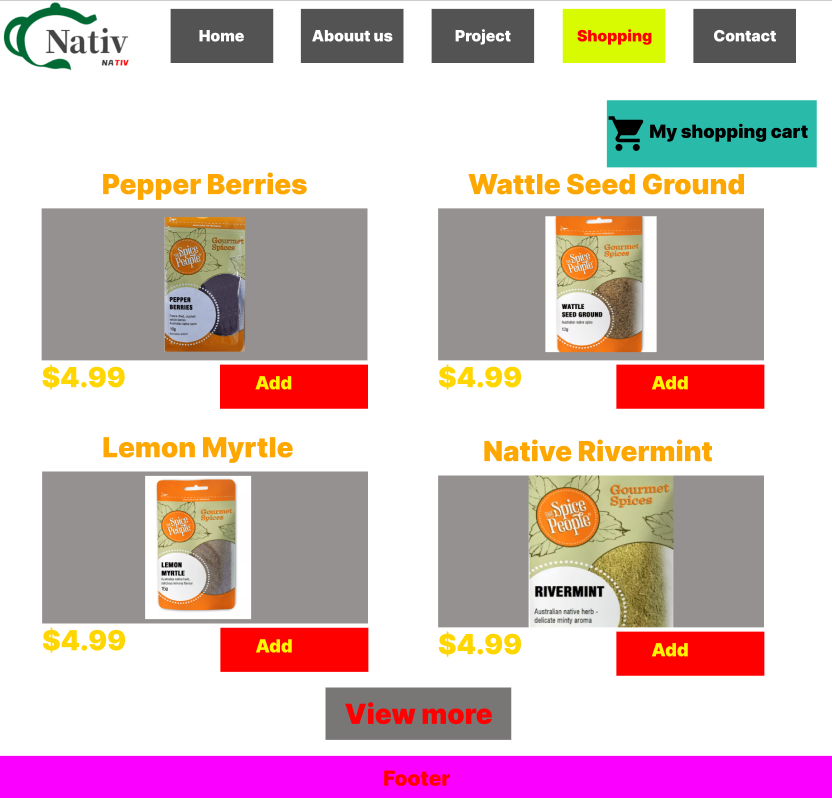 Nativ
NATIV
Home
Abouut us
Project
Shopping
Contact
My shopping cart
Pepper Berries
Wattle Seed Ground
The Spice People
Gourmet Spices
PEPPER
BERRIES
The Spice People
Gourmet Spices
WATTLE
SEED GROUND
Australian native spice
$4.99
Add
$4.99
Add
Lemon Myrtle
Native Rivermint
Spice People
Gourmet Spices
LEMON
MYRTLE
The Spice People
Gourmet
Spices
RIVERMINT
Australian native herb -
delicate minty aroma
$4.99
Add
$4.99
Add
View more
Footer